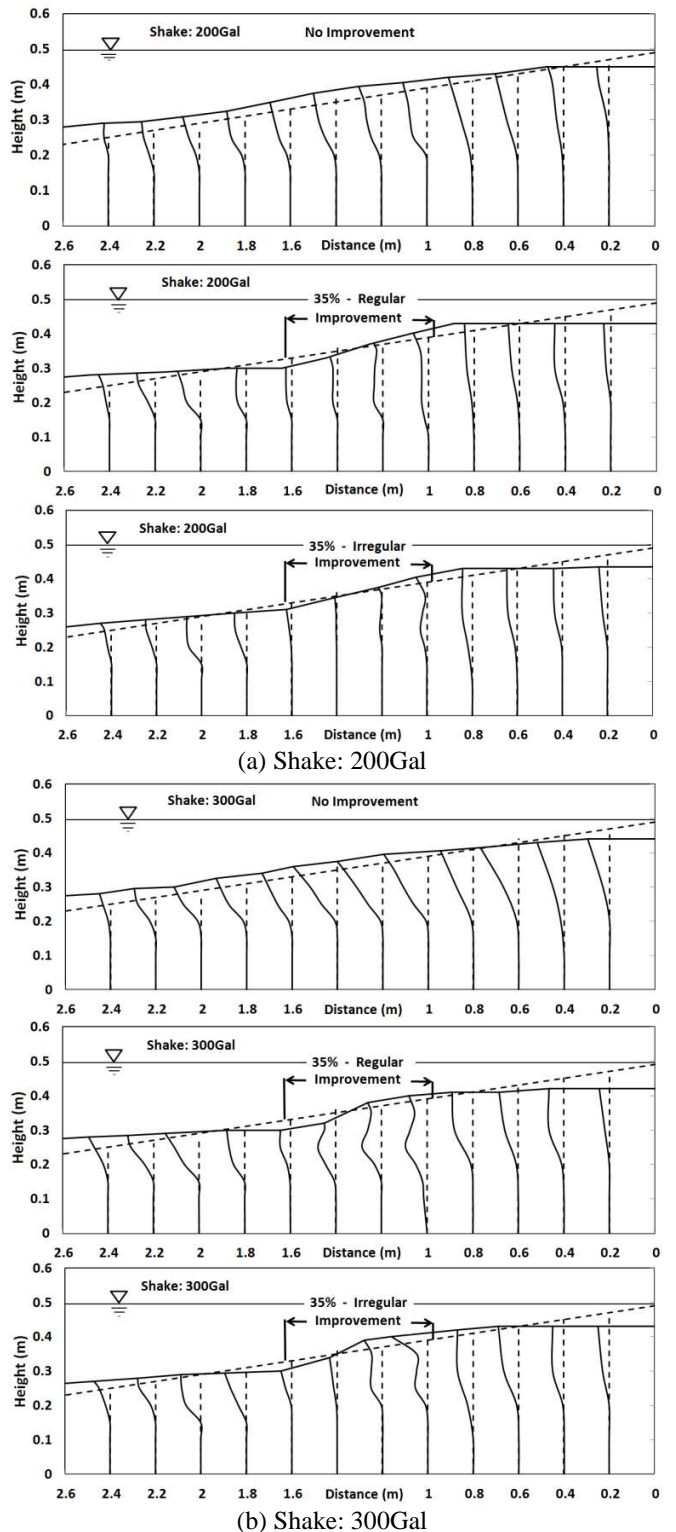 0.6
Shake: 200Gal No Improvement
0.5
0.4
Height (m)
0.3
0.2
0.1
0
2.6 2.4 2.2 2 1.8 1.6 Distance (m) 1 0.8 0.6 0.4 0.2 0
0.6
Shake: 200Gal
35% - Regular
0.5
Improvement
0.4
Height (m)
0.3
0.2
0.1
0
2.6 2.4 2.2 2 1.8 1.6 Distance (m) 1 0.8 0.6 0.4 0.2 0
0.6
Shake: 200Gal
35% - Irregular
0.5
Improvement
0.4
Height (m)
0.3
0.2
0.1
0
2.6 2.4 2.2 2 1.8 1.6 Distance (m) 1 0.8 0.6 0.4 0.2 0
(a) Shake: 200Gal
0.6
Shake: 300Gal No Improvement
0.5
0.4
Height (m)
0.3
0.2
0.1
0
2.6 2.4 2.2 2 1.8 1.6 Distance (m) 1 0.8 0.6 0.4 0.2 0
0.6
Shake: 300Gal
35% - Regular
0.5
Improvement
0.4
Height (m)
0.3
0.2
0.1
0
2.6 2.4 2.2 2 1.8 1.6 Distance (m) 1 0.8 0.6 0.4 0.2 0
0.6
Shake: 300Gal
35% - Irregular
0.5
Improvement
0.4
Height (m)
0.3
0.2
0.1
0
2.6 2.4 2.2 2 1.8 1.6 Distance (m) 1 0.8 0.6 0.4 0.2 0
(b) Shake: 300Gal